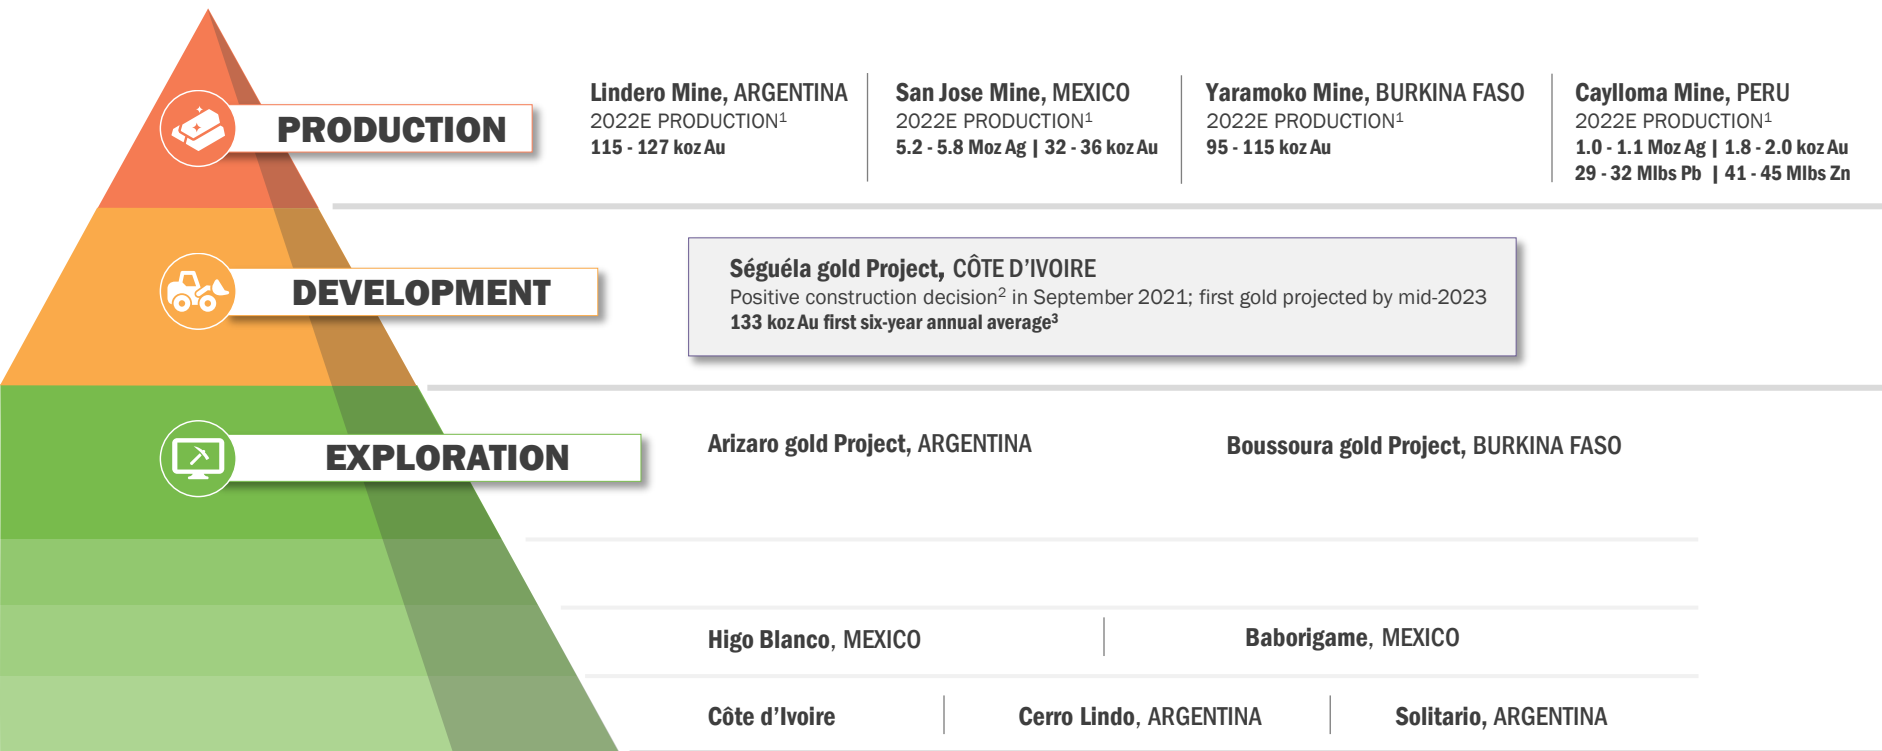 PRODUCTION
Lindero Mine, ARGENTINA
2022E PRODUCTION¹
115 - 127 koz Au
San Jose Mine, MEXICO
2022E PRODUCTION¹
5.2 - 5.8 Moz Ag | 32 - 36 koz Au
Yaramoko Mine, BURKINA FASO
2022E PRODUCTION¹
95 - 115 koz Au
Caylloma Mine, PERU
2022E PRODUCTION¹
1.0 - 1.1 Moz Ag | 1.8 - 2.0 koz Au
29 - 32 Mlbs Pb | 41 - 45 Mlbs Zn
DEVELOPMENT
Séguéla gold Project, CÔTE D’IVOIRE
Positive construction decision² in September 2021; first gold projected by mid-2023
133 koz Au first six-year annual average³
EXPLORATION
Arizaro gold Project, ARGENTINA
Boussoura gold Project, BURKINA FASO
Higo Blanco, MEXICO
Baborigame, MEXICO
Côte d’Ivoire
Cerro Lindo, ARGENTINA
Solitario, ARGENTINA